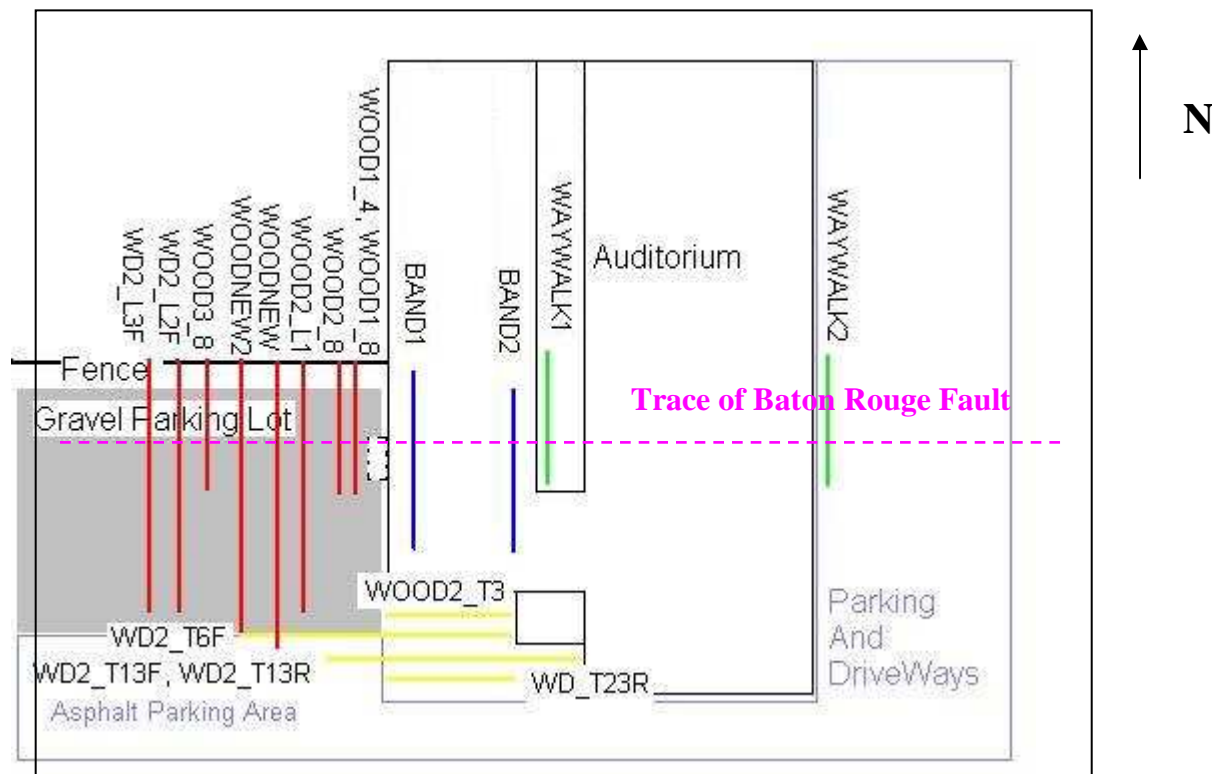 N
WD2_L3F
WD2_L2F
WOOD3_8
WOODNEW2
WOODNEW
WOOD2_L1
WOOD2_8
WOOD1_4, WOOD1_8
BAND1
BAND2
WAYWALK1
Auditorium
WAYWALK2
Fence
Gravel Parking Lot
Trace of Baton Rouge Fault
WOOD2_T3
WD2_T6F
WD2_T13F, WD2_T13R
WD_T23R
Asphalt Parking Area
Parking
And
DriveWays